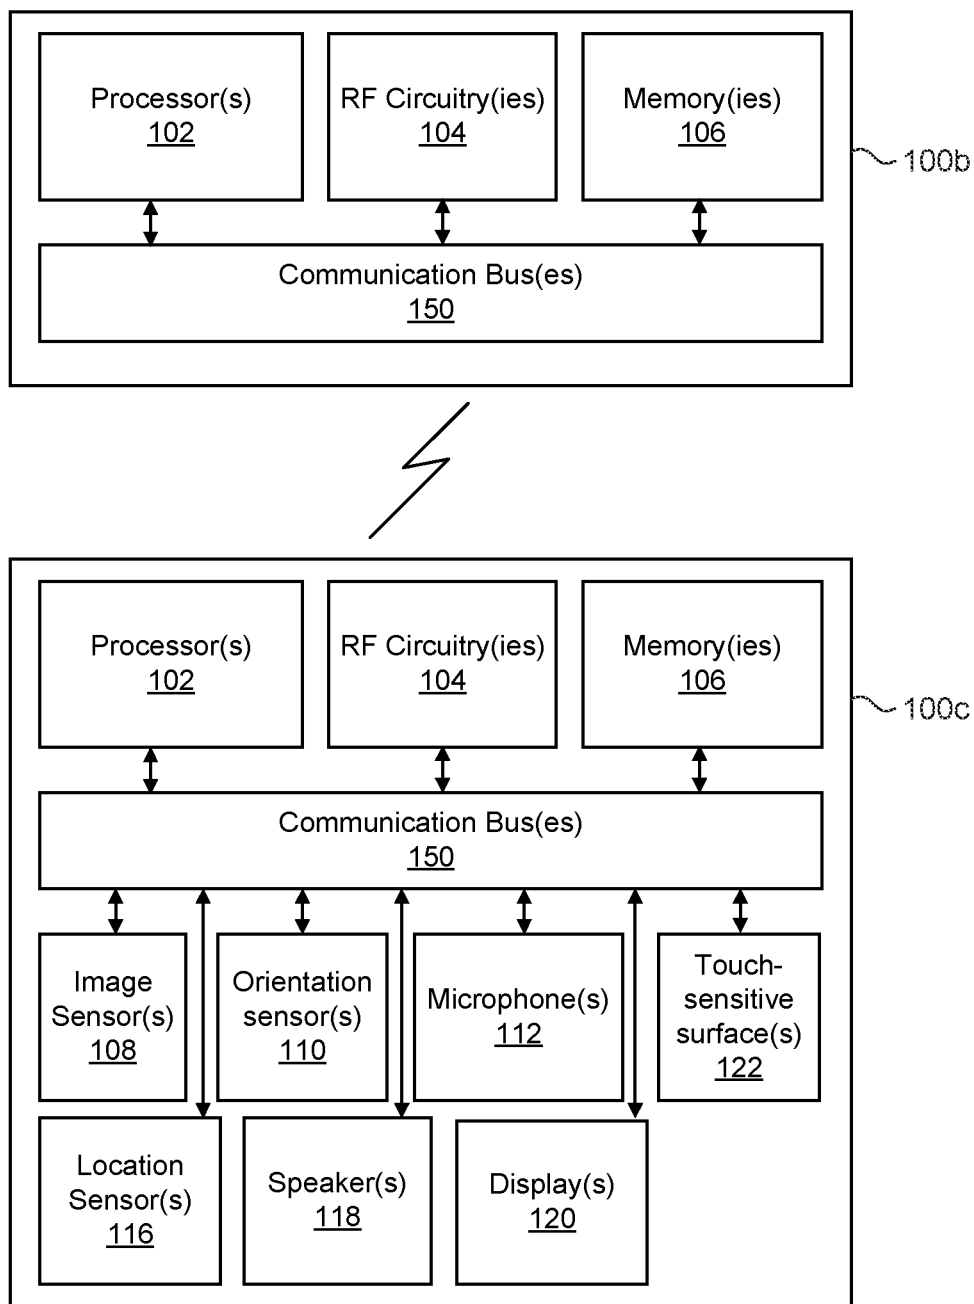 Processor(s)
102
RF Circuitry(ies)
104
Memory(ies)
106
100b
Communication Bus(es)
150
Processor(s)
102
RF Circuitry(ies)
104
Memory(ies)
106
100c
Communication Bus(es)
150
Image
Sensor(s)
108
Orientation
sensor(s)
110
Microphone(s)
112
Touch-
sensitive
surface(s)
122
Location
Sensor(s)
116
Speaker(s)
118
Display(s)
120